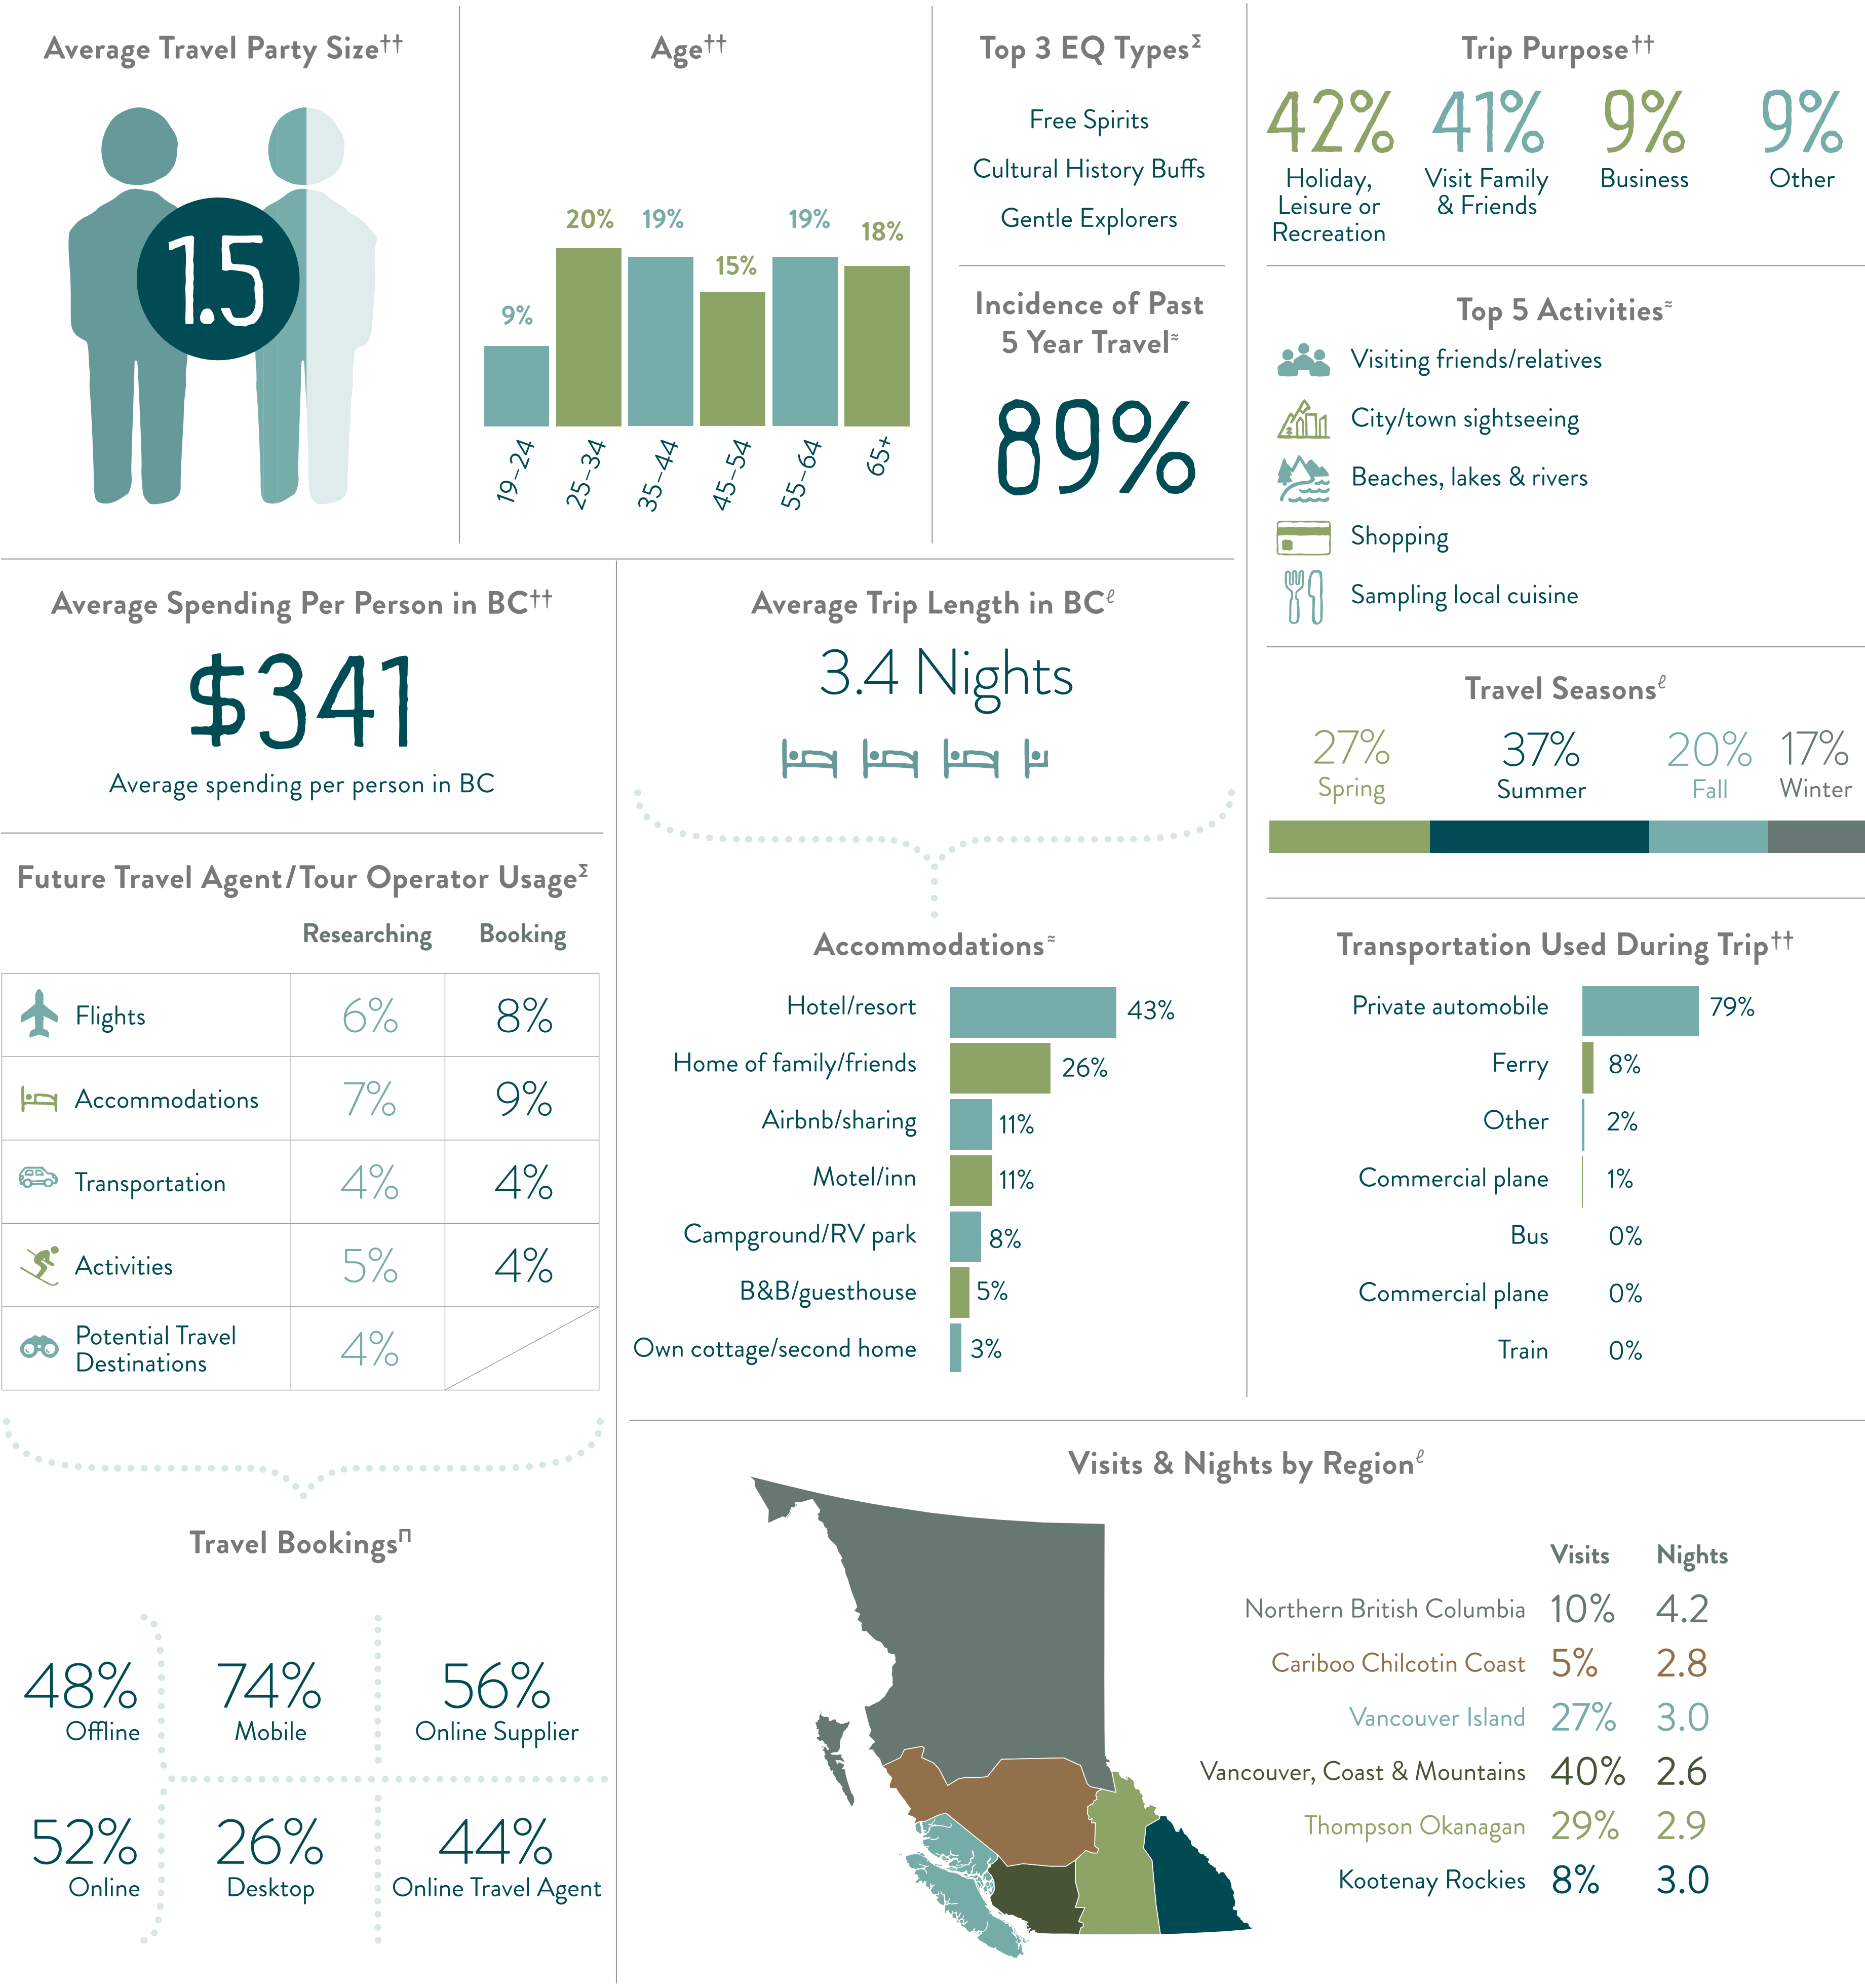 Average Travel Party Size††
1.5
Age††
9%
20%
19%
15%
19%
18%
19–24
25–34
35–44
45–54
55–64
65+
Top 3 EQ TypesΣ
Free Spirits
Cultural History Buffs
Gentle Explorers
Incidence of Past
5 Year Travel≈
89%
Trip Purpose††
42%
Holiday,
Leisure or
Recreation
41%
Visit Family
& Friends
9%
Business
9%
Other
Top 5 Activities≈
Visiting friends/relatives
City/town sightseeing
Beaches, lakes & rivers
Shopping
Sampling local cuisine
Average Spending Per Person in BC††
$341
Average spending per person in BC
Average Trip Length in BCℓ
3.4 Nights
Travel Seasonsℓ
27%
Spring
37%
Summer
20%
Fall
17%
Winter
Future Travel Agent/Tour Operator UsageΣ
Researching Booking
Flights 6% 8%
Accommodations 7% 9%
Transportation 4% 4%
Activities 5% 4%
Potential Travel
Destinations 4%
Accommodations≈
Hotel/resort 43%
Home of family/friends 26%
Airbnb/sharing 11%
Motel/inn 11%
Campground/RV park 8%
B&B/guesthouse 5%
Own cottage/second home 3%
Transportation Used During Trip††
Private automobile 79%
Ferry 8%
Other 2%
Commercial plane 1%
Bus 0%
Commercial plane 0%
Train 0%
Travel BookingsΠ
48%
Offline
74%
Mobile
56%
Online Supplier
52%
Online
26%
Desktop
44%
Online Travel Agent
Visits & Nights by Regionℓ
Visits Nights
Northern British Columbia 10% 4.2
Cariboo Chilcotin Coast 5% 2.8
Vancouver Island 27% 3.0
Vancouver, Coast & Mountains 40% 2.6
Thompson Okanagan 29% 2.9
Kootenay Rockies 8% 3.0